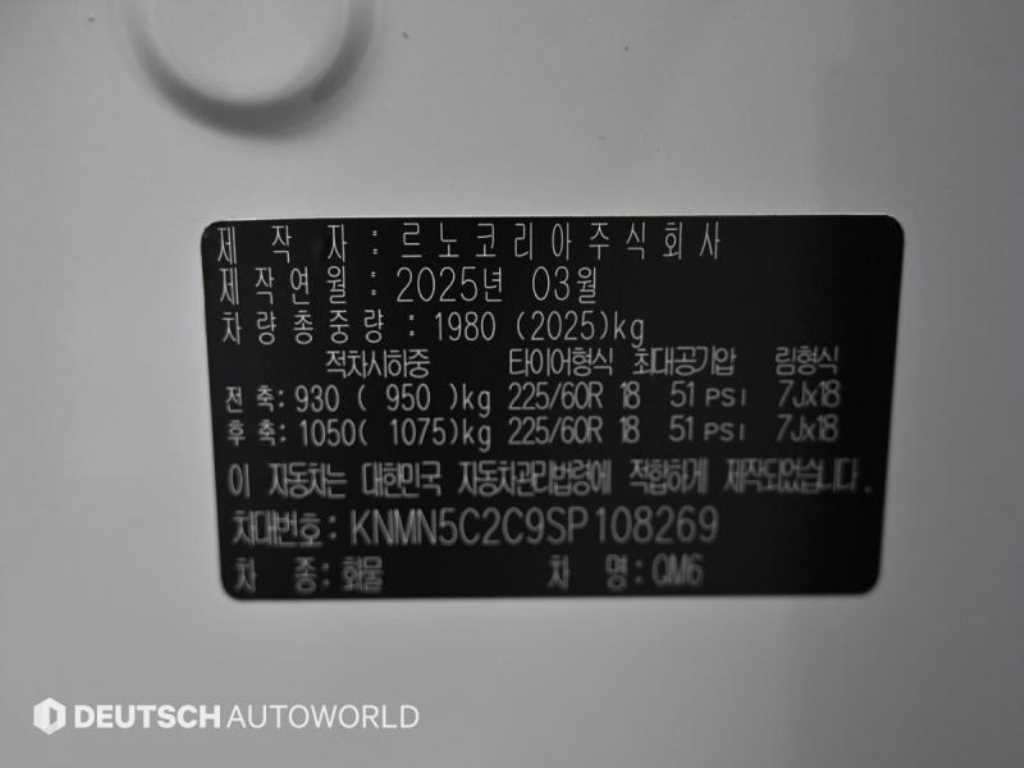 제 작 자 : 르노코리아주식회사
제작연월 : 2025년 03월
차량총중량 : 1980 (2025)kg
적차시하중 타이어형식 최대공기압 림형식
전 축: 930 ( 950 )kg 225/60R 18 51 PSI 7Jx18
후 축: 1050( 1075)kg 225/60R 18 51 PSI 7Jx18
이 자동차는 대한민국 자동차관리법령에 적합하게 제작되었습니다.
차대번호: KNMN5C2C9SP108269
차 종: 화물 차 명: QM6
DEUTSCH AUTOWORLD